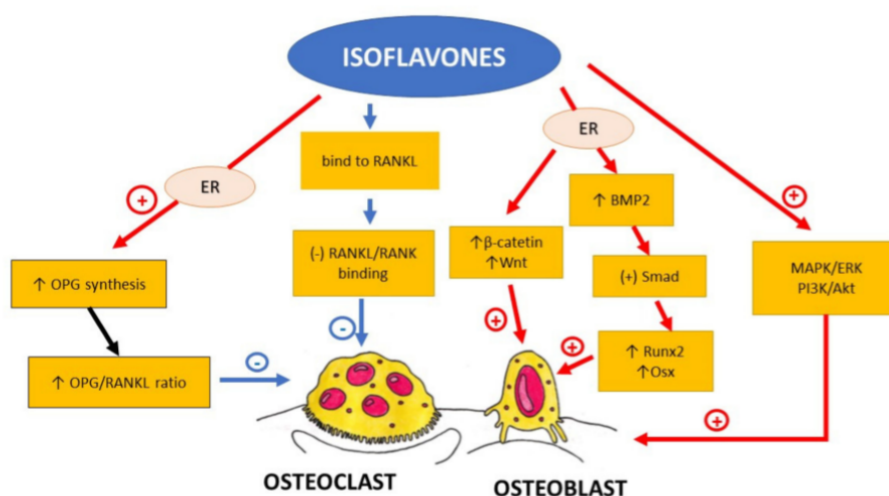 ISOFLAVONES
ER
bind to RANKL
ER
+
↑ BMP2
+
(-) RANKL/RANK
binding
↑β-catetin
↑Wnt
↑ OPG synthesis
(+) Smad
MAPK/ERK
PI3K/Akt
-
+
+
↑ Runx2
↑Osx
↑ OPG/RANKL ratio
-
+
OSTEOCLAST
OSTEOBLAST